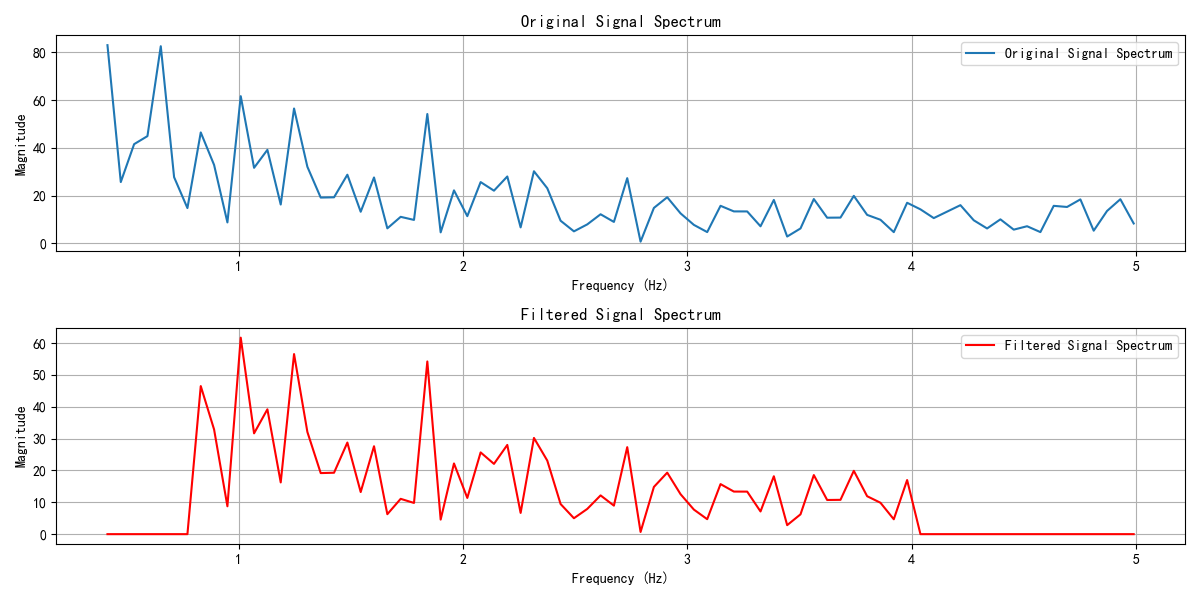 Original Signal Spectrum
Original Signal Spectrum
Magnitude
80
60
40
20
0
1 2 3 4 5
Frequency (Hz)
Filtered Signal Spectrum
Filtered Signal Spectrum
Magnitude
60
50
40
30
20
10
0
1 2 3 4 5
Frequency (Hz)